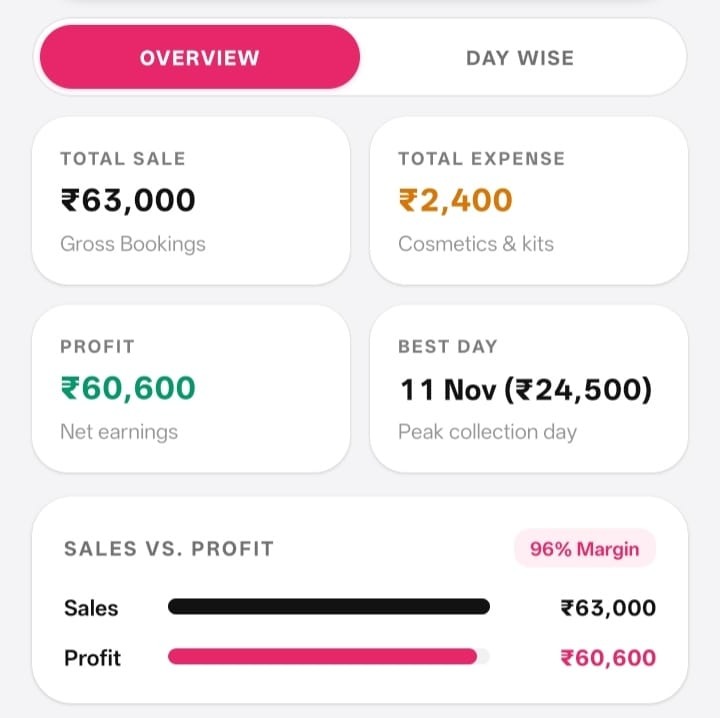 OVERVIEW
DAY WISE
TOTAL SALE
₹63,000
Gross Bookings
TOTAL EXPENSE
₹2,400
Cosmetics & kits
PROFIT
₹60,600
Net earnings
BEST DAY
11 Nov (₹24,500)
Peak collection day
SALES VS. PROFIT
96% Margin
Sales
₹63,000
Profit
₹60,600